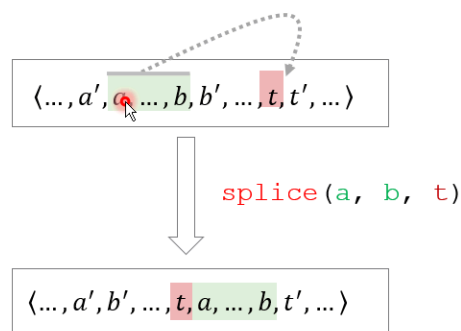 ⟨…, a′, a, …, b, b′, …, t, t′, …⟩
splice(a, b, t)
⟨…, a′, b′, …, t, a, …, b, t′, …⟩